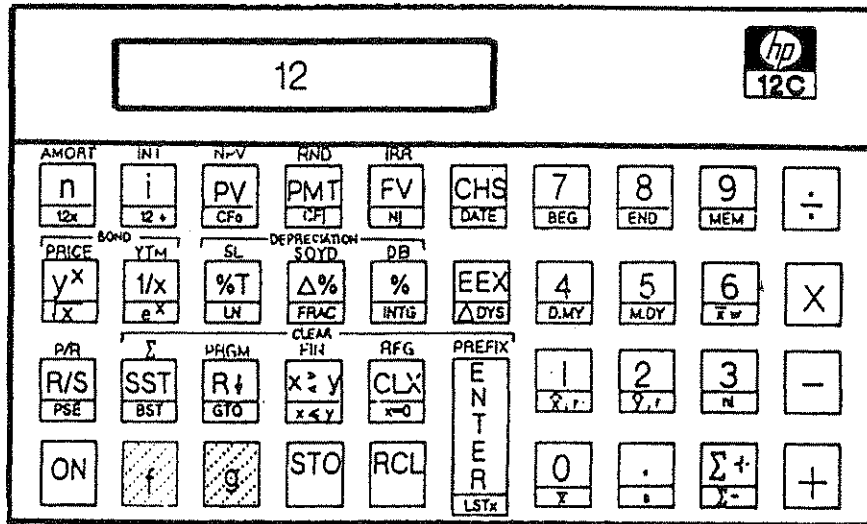 12
hp
12C
AMORT INT NPV RND IRR
n i PV PMT FV CHS 7 8 9 ÷
12x 12÷ CFo CFj Nj DATE BEG END MEM
BOND DEPRECIATION
PRICE YTM SL SOYD DB
y^x 1/x %T Δ% % EEX 4 5 6 X
√x e^x LN FRAC INTG ΔDYS D.MY M.DY x̄w
CLEAR
P/R Σ PRGM FIN REG PREFIX
R/S SST R↓ x≷y CLX ENTER 1 2 3 −
PSE BST GTO x≤y x=0 x̂,r ŷ,r
ON f g STO RCL 0 . Σ+ +
LSTx x̄ s Σ-